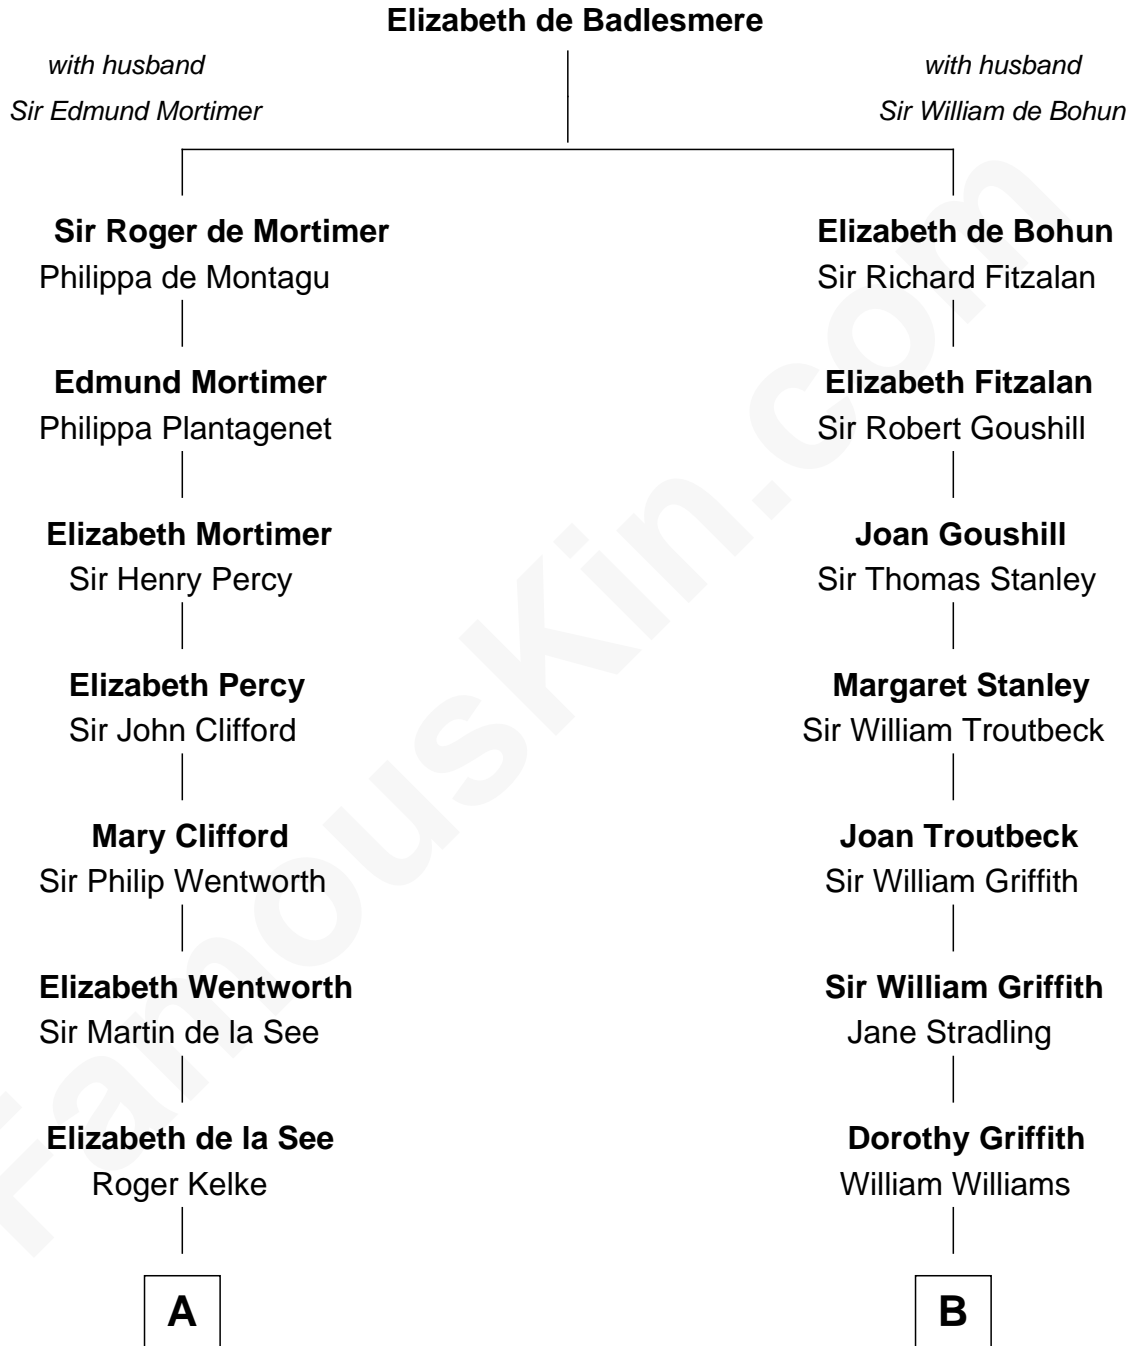 Elizabeth de Badlesmere
with husband
Sir Edmund Mortimer
with husband
Sir William de Bohun
Sir Roger de Mortimer
Philippa de Montagu
Elizabeth de Bohun
Sir Richard Fitzalan
Edmund Mortimer
Philippa Plantagenet
Elizabeth Fitzalan
Sir Robert Goushill
Elizabeth Mortimer
Sir Henry Percy
Joan Goushill
Sir Thomas Stanley
Elizabeth Percy
Sir John Clifford
Margaret Stanley
Sir William Troutbeck
Mary Clifford
Sir Philip Wentworth
Joan Troutbeck
Sir William Griffith
Elizabeth Wentworth
Sir Martin de la See
Sir William Griffith
Jane Stradling
Elizabeth de la See
Roger Kelke
Dorothy Griffith
William Williams
A
B
FamousKin.com